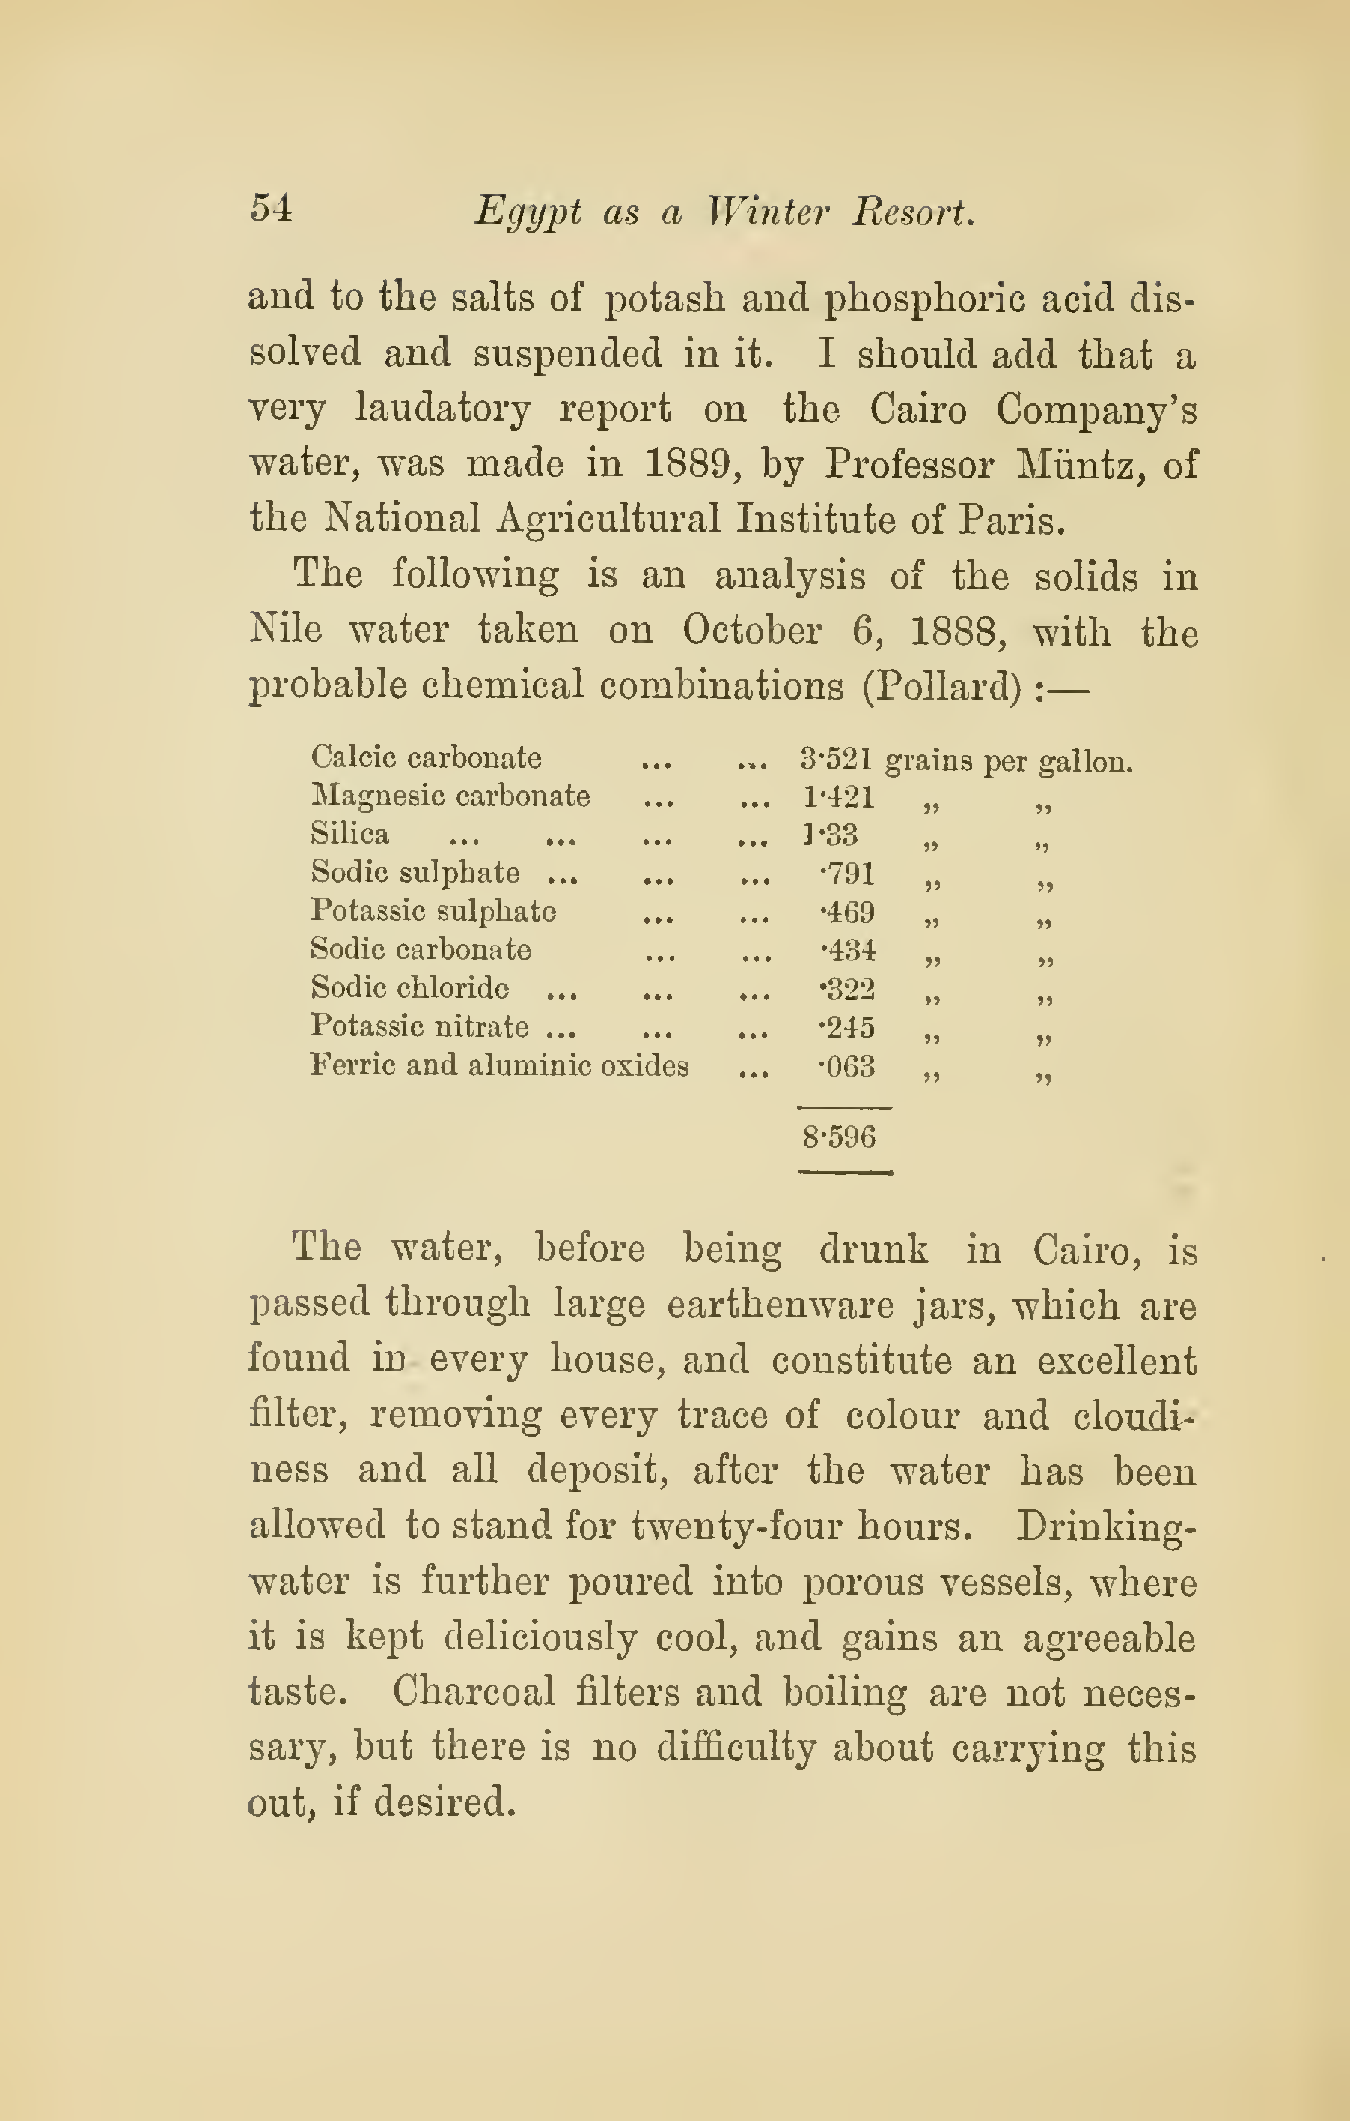 54 Egypt as a Winter Resort.
and to the salts of potash and phosphoric acid dis-
solved and suspended in it. I should add that a
very laudatory report on the Cairo Company's
water, was made in 1889, by Professor Müntz, of
the National Agricultural Institute of Paris.
The following is an analysis of the solids in
Nile water taken on October 6, 1888, with the
probable chemical combinations (Pollard) :—
Calcic carbonate ... ... 3·521 grains per gallon.
Magnesic carbonate ... ... 1·421 „ „
Silica ... ... ... ... 1·33 „ „
Sodic sulphate ... ... ... ·791 „ „
Potassic sulphate ... ... ·469 „ „
Sodic carbonate ... ... ·434 „ „
Sodic chloride ... ... ... ·322 „ „
Potassic nitrate ... ... ... ·245 „ „
Ferric and aluminic oxides ... ·063 „ „
8·596
The water, before being drunk in Cairo, is
passed through large earthenware jars, which are
found in every house, and constitute an excellent
filter, removing every trace of colour and cloudi-
ness and all deposit, after the water has been
allowed to stand for twenty-four hours. Drinking-
water is further poured into porous vessels, where
it is kept deliciously cool, and gains an agreeable
taste. Charcoal filters and boiling are not neces-
sary, but there is no difficulty about carrying this
out, if desired.